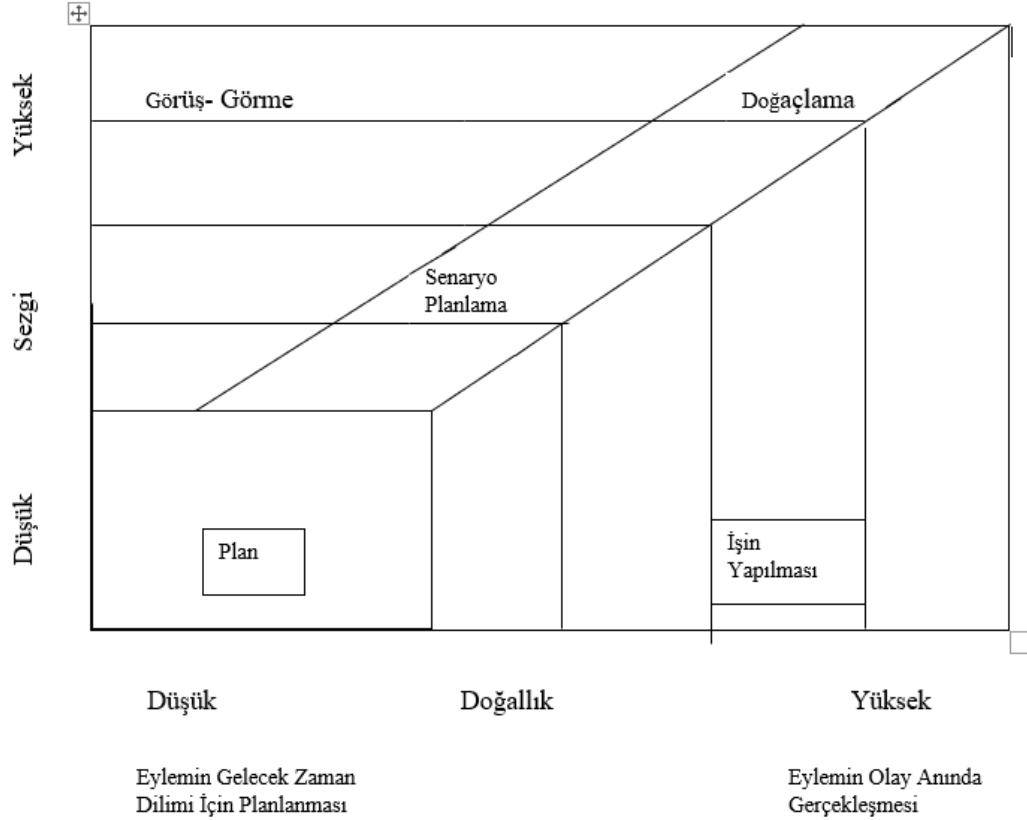 Yüksek
Görüş- Görme
Doğaçlama
Sezgi
Senaryo
Planlama
Düşük
Plan
İşin
Yapılması
Düşük
Doğallık
Yüksek
Eylemin Gelecek Zaman
Dilimi İçin Planlanması
Eylemin Olay Anında
Gerçekleşmesi